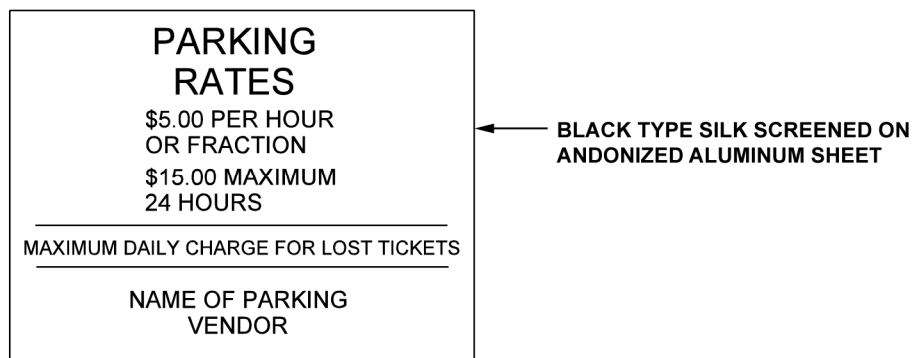 PARKING
RATES
$5.00 PER HOUR
OR FRACTION
$15.00 MAXIMUM
24 HOURS
MAXIMUM DAILY CHARGE FOR LOST TICKETS
NAME OF PARKING
VENDOR
BLACK TYPE SILK SCREENED ON
ANDONIZED ALUMINUM SHEET